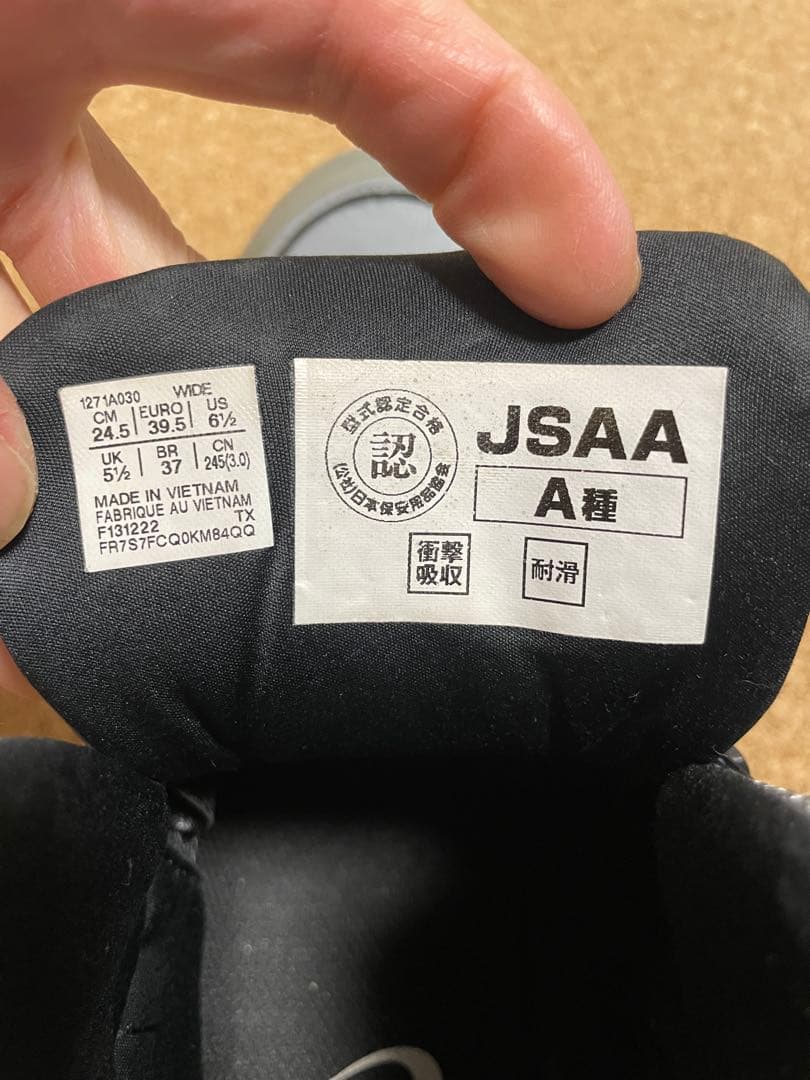 1271A030 WIDE
CM EURO US
24.5 39.5 6½
UK BR CN
5½ 37 245(3.0)
MADE IN VIETNAM
FABRIQUE AU VIETNAM
F131222 TX
FR7S7FCQ0KM84QQ
型式認定合格
認
(公社)日本保安用品協会
JSAA
A種
衝撃
吸収
耐滑